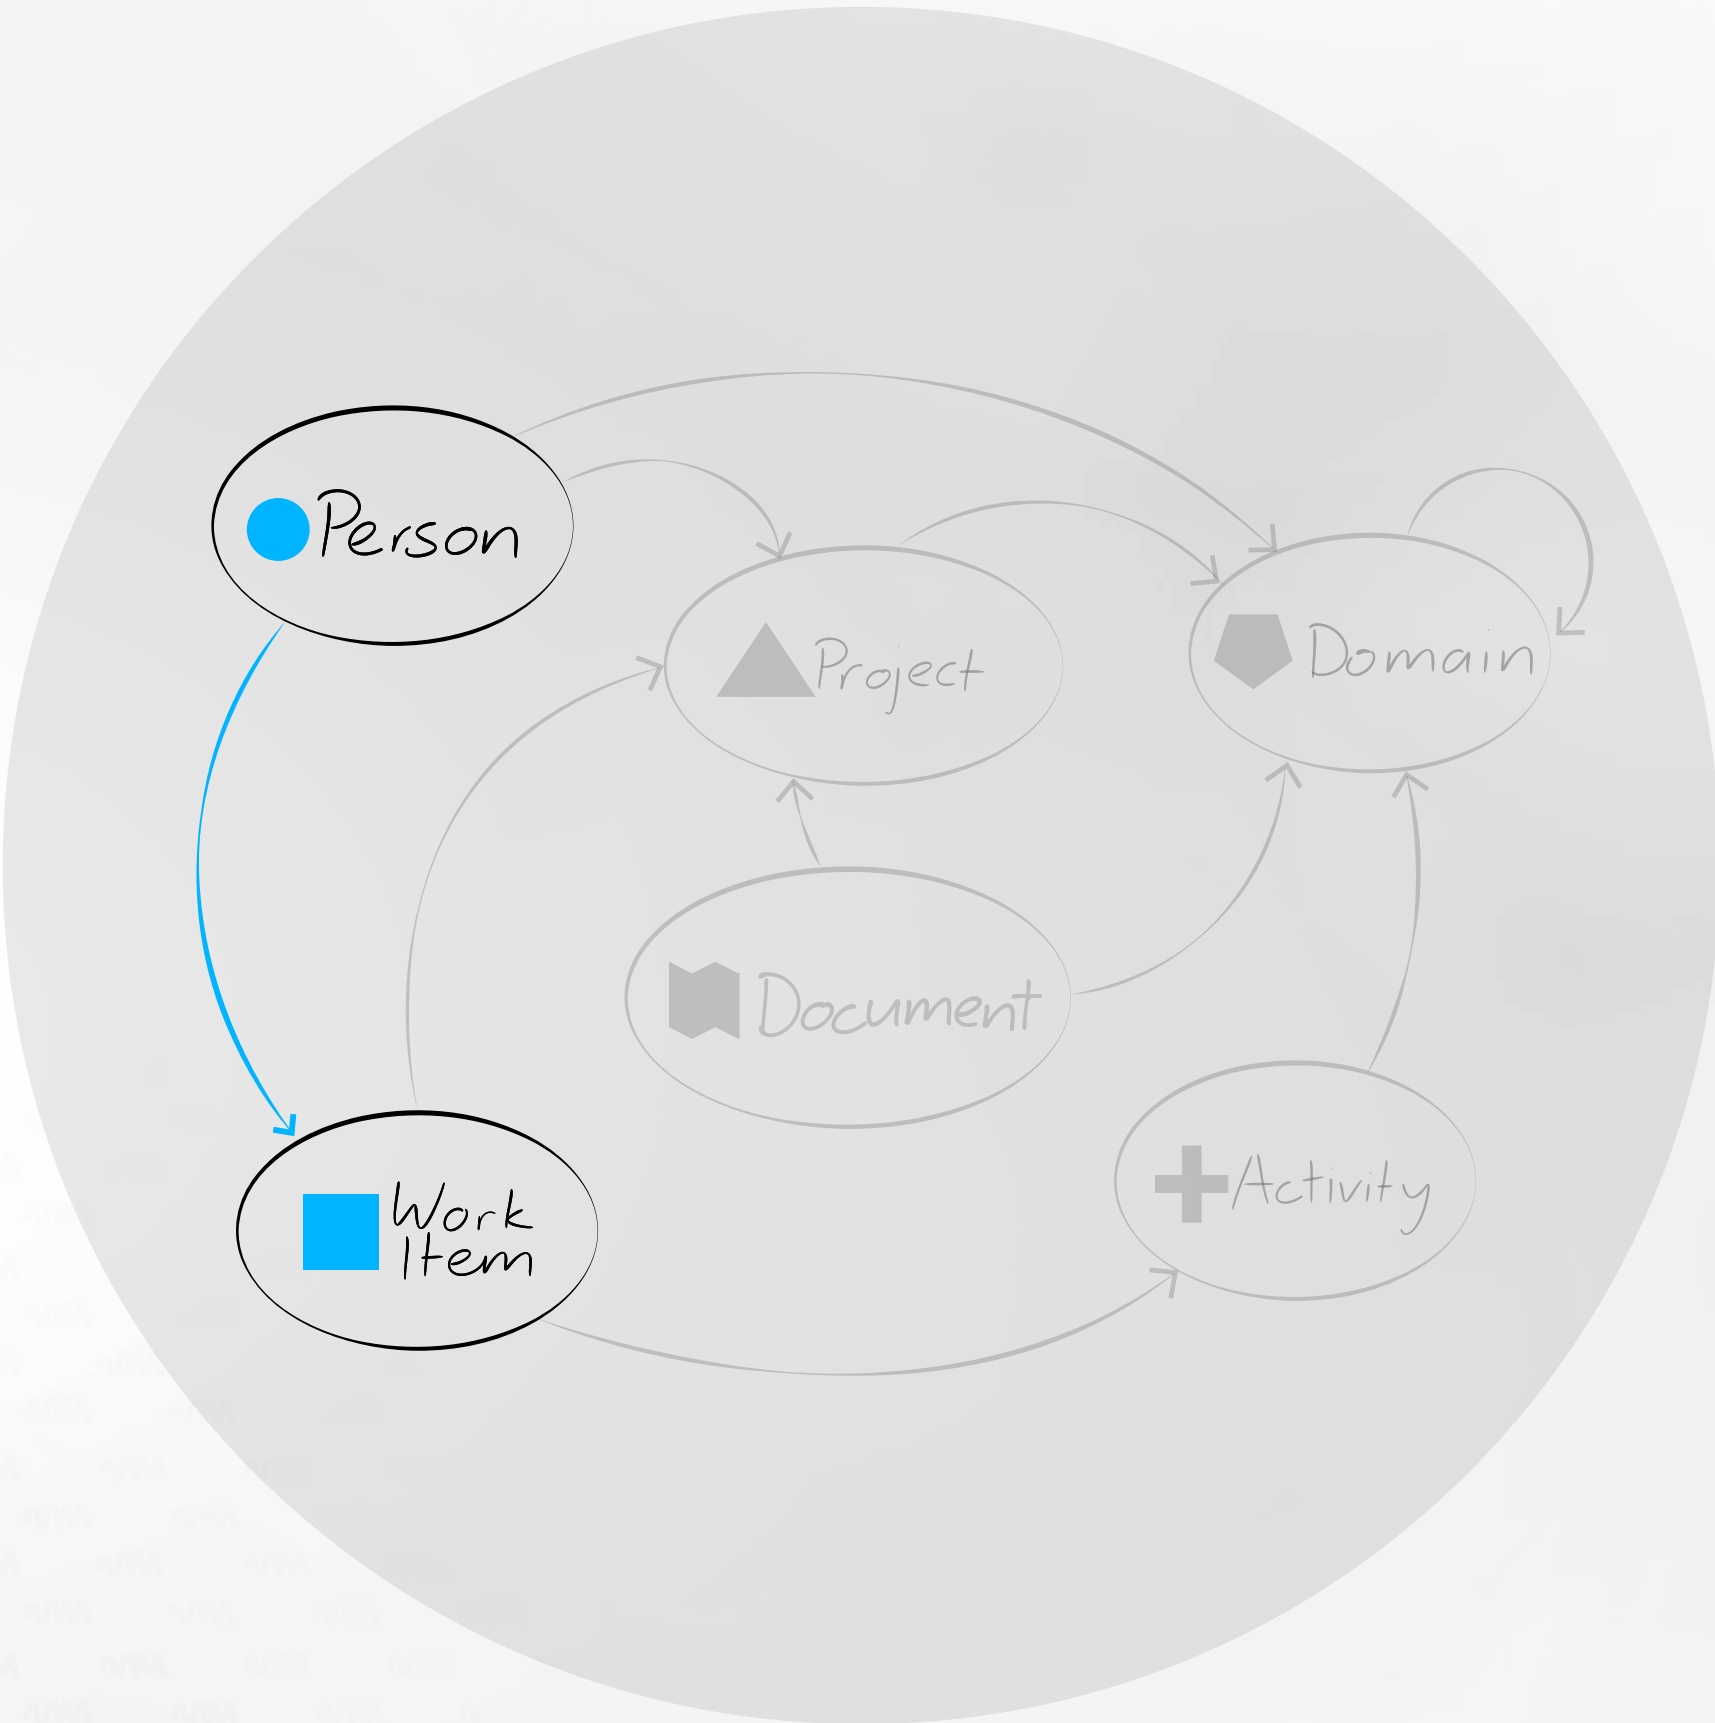 Person
Project
Domain
Document
Work
Item
Activity